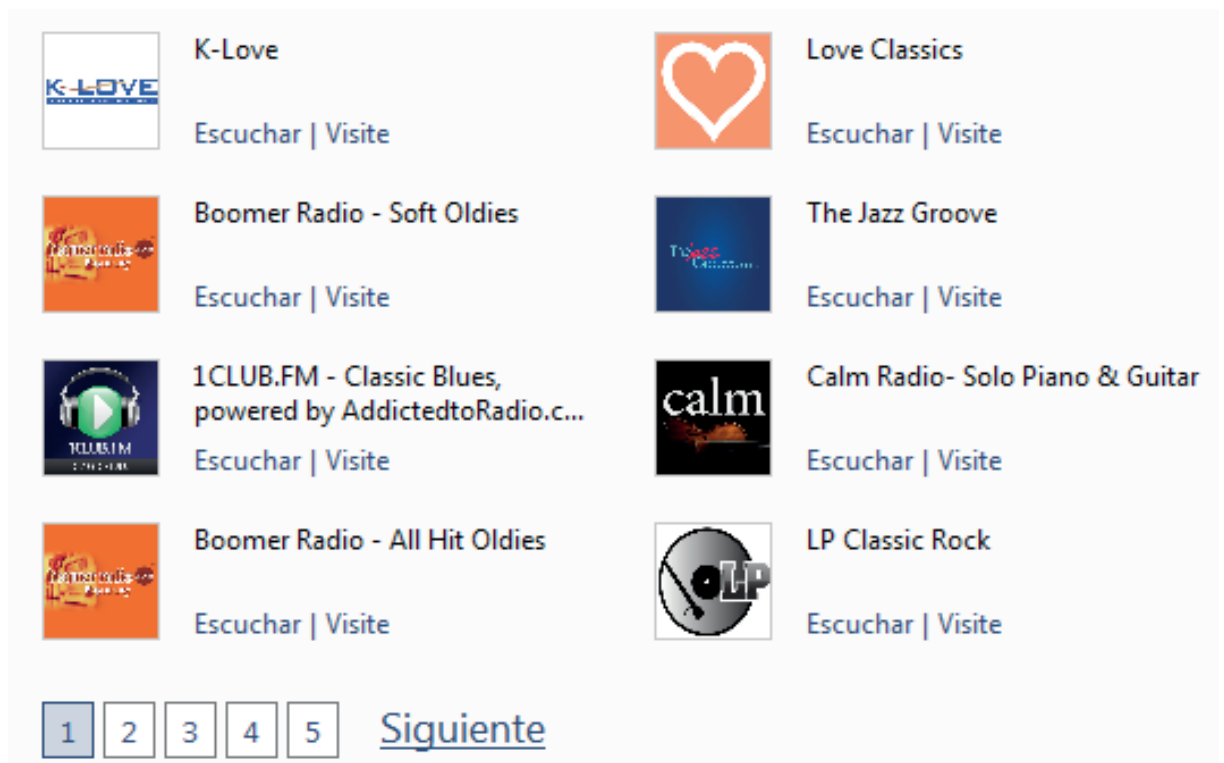 K-LOVE
K-Love
Escuchar | Visite
Love Classics
Escuchar | Visite
Boomer Radio - Soft Oldies
Escuchar | Visite
The Jazz
The Jazz Groove
Escuchar | Visite
1CLUB.FM
1CLUB.FM - Classic Blues,
powered by AddictedtoRadio.c...
Escuchar | Visite
calm
Calm Radio- Solo Piano & Guitar
Escuchar | Visite
Boomer Radio - All Hit Oldies
Escuchar | Visite
LP
LP Classic Rock
Escuchar | Visite
1 2 3 4 5 Siguiente